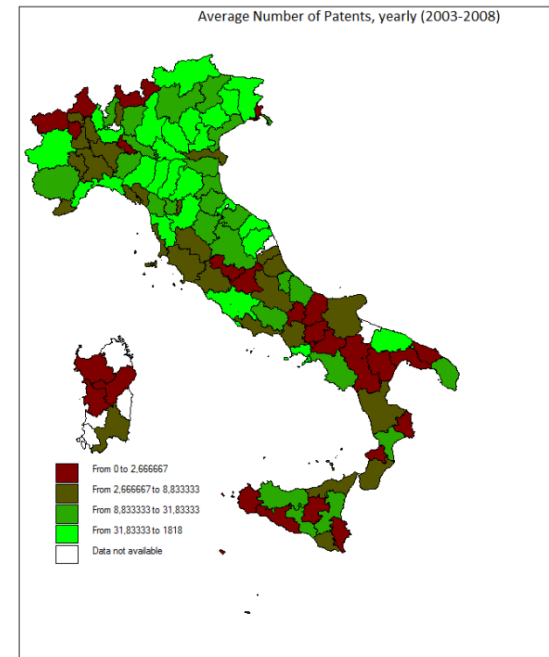 Average Number of Patents, yearly (2003-2008)
From 0 to 2,666667
From 2,666667 to 8,833333
From 8,833333 to 31,83333
From 31,83333 to 1818
Data not available